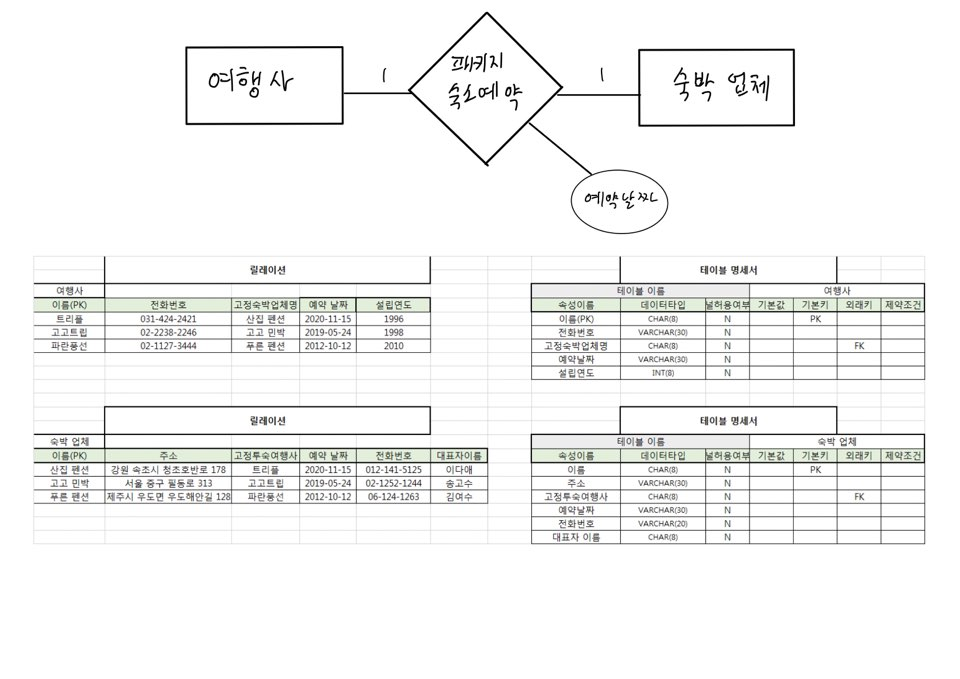 여행사
1
패키지
숙소예약
1
숙박 업체
예약날짜
릴레이션
여행사
이름(PK) 전화번호 고정숙박업체명 예약 날짜 설립연도
트리플 031-424-2421 산집 펜션 2020-11-15 1996
고고트립 02-2238-2246 고고 민박 2019-05-24 1998
파란풍선 02-1127-3444 푸른 펜션 2012-10-12 2010
테이블 명세서
테이블 이름 여행사
속성이름 데이터타입 널허용여부 기본값 기본키 외래키 제약조건
이름(PK) CHAR(8) N PK
전화번호 VARCHAR(30) N
고정숙박업체명 CHAR(8) N FK
예약날짜 VARCHAR(30) N
설립연도 INT(8) N
릴레이션
숙박 업체
이름(PK) 주소 고정투숙여행사 예약 날짜 전화번호 대표자이름
산집 펜션 강원 속초시 청초호반로 178 트리플 2020-11-15 012-141-5125 이다애
고고 민박 서울 중구 필동로 313 고고트립 2019-05-24 02-1252-1244 송고수
푸른 펜션 제주시 우도면 우도해안길 128 파란풍선 2012-10-12 06-124-1263 김여수
테이블 명세서
테이블 이름 숙박 업체
속성이름 데이터타입 널허용여부 기본값 기본키 외래키 제약조건
이름 CHAR(8) N PK
주소 VARCHAR(30) N
고정투숙여행사 CHAR(8) N FK
예약날짜 VARCHAR(30) N
전화번호 VARCHAR(20) N
대표자 이름 CHAR(8) N